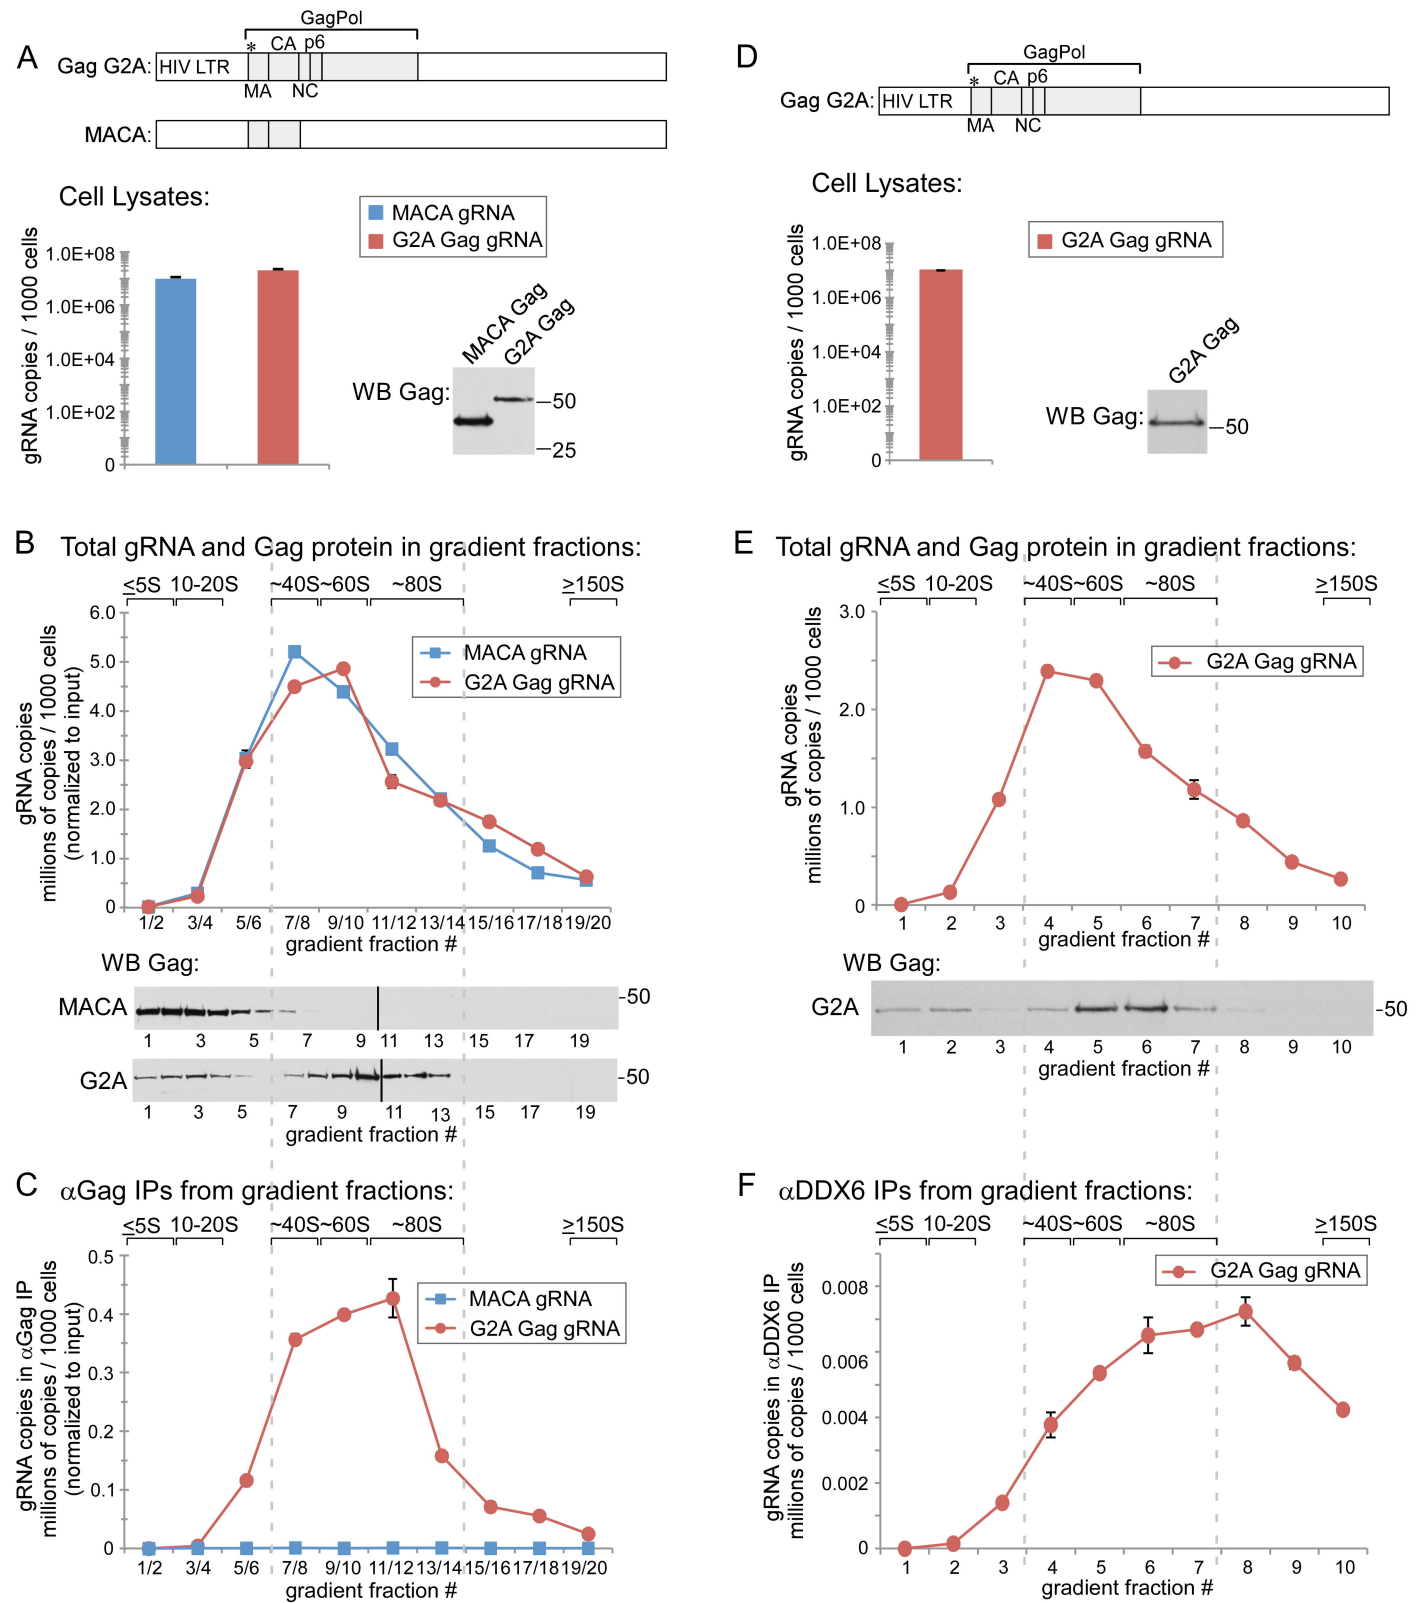 A
GagPol
* CA p6
Gag G2A: HIV LTR
MA NC
MACA:
Cell Lysates:
MACA gRNA
G2A Gag gRNA
gRNA copies / 1000 cells
1.0E+08
1.0E+06
1.0E+04
1.0E+02
0
MACA Gag
G2A Gag
WB Gag:
50
25
B Total gRNA and Gag protein in gradient fractions:
≤5S 10-20S ~40S ~60S ~80S ≥150S
gRNA copies
millions of copies / 1000 cells
(normalized to input)
6.0
5.0
4.0
3.0
2.0
1.0
0
MACA gRNA
G2A Gag gRNA
1/2 3/4 5/6 7/8 9/10 11/12 13/14 15/16 17/18 19/20
gradient fraction #
WB Gag:
MACA -50
1 3 5 7 9 11 13 15 17 19
G2A -50
1 3 5 7 9 11 13 15 17 19
gradient fraction #
C αGag IPs from gradient fractions:
≤5S 10-20S ~40S ~60S ~80S ≥150S
gRNA copies in αGag IP
millions of copies / 1000 cells
(normalized to input)
0.5
0.4
0.3
0.2
0.1
0
MACA gRNA
G2A Gag gRNA
1/2 3/4 5/6 7/8 9/10 11/12 13/14 15/16 17/18 19/20
gradient fraction #
D
GagPol
* CA p6
Gag G2A: HIV LTR
MA NC
Cell Lysates:
G2A Gag gRNA
gRNA copies / 1000 cells
1.0E+08
1.0E+06
1.0E+04
1.0E+02
0
G2A Gag
WB Gag:
50
E Total gRNA and Gag protein in gradient fractions:
≤5S 10-20S ~40S ~60S ~80S ≥150S
gRNA copies
millions of copies / 1000 cells
3.0
2.0
1.0
0
G2A Gag gRNA
1 2 3 4 5 6 7 8 9 10
gradient fraction #
WB Gag:
G2A -50
1 2 3 4 5 6 7 8 9 10
gradient fraction #
F αDDX6 IPs from gradient fractions:
≤5S 10-20S ~40S ~60S ~80S ≥150S
gRNA copies in αDDX6 IP
millions of copies / 1000 cells
0.008
0.006
0.004
0.002
0
G2A Gag gRNA
1 2 3 4 5 6 7 8 9 10
gradient fraction #